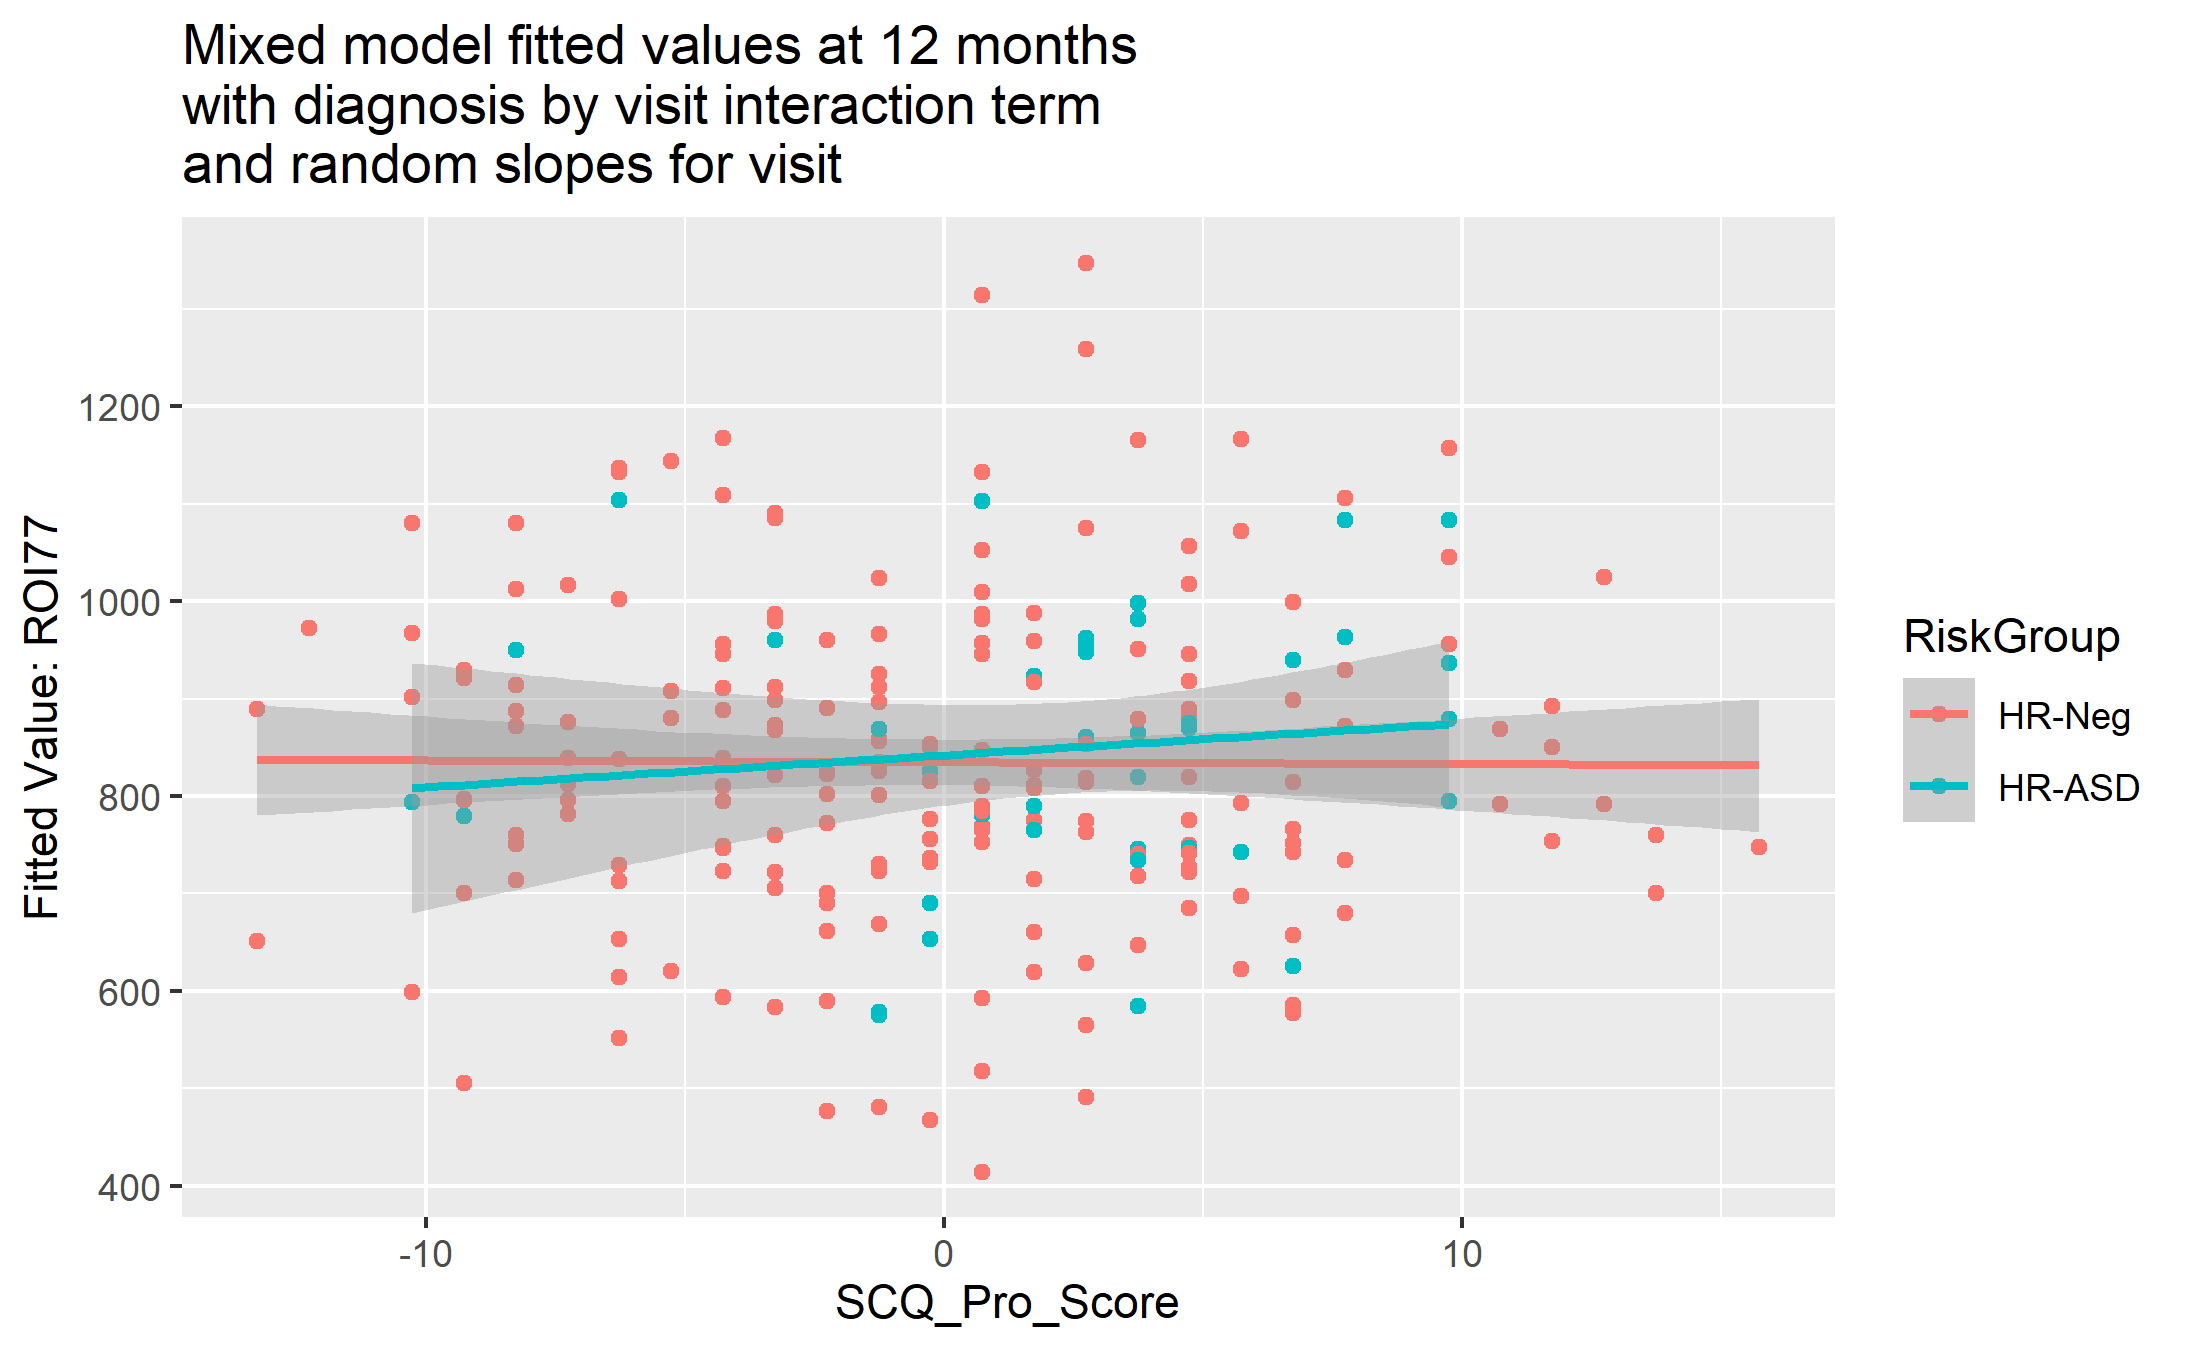 Mixed model fitted values at 12 months
with diagnosis by visit interaction term
and random slopes for visit
Fitted Value: ROI77
1200
1000
800
600
400
-10
0
10
SCQ_Pro_Score
RiskGroup
HR-Neg
HR-ASD